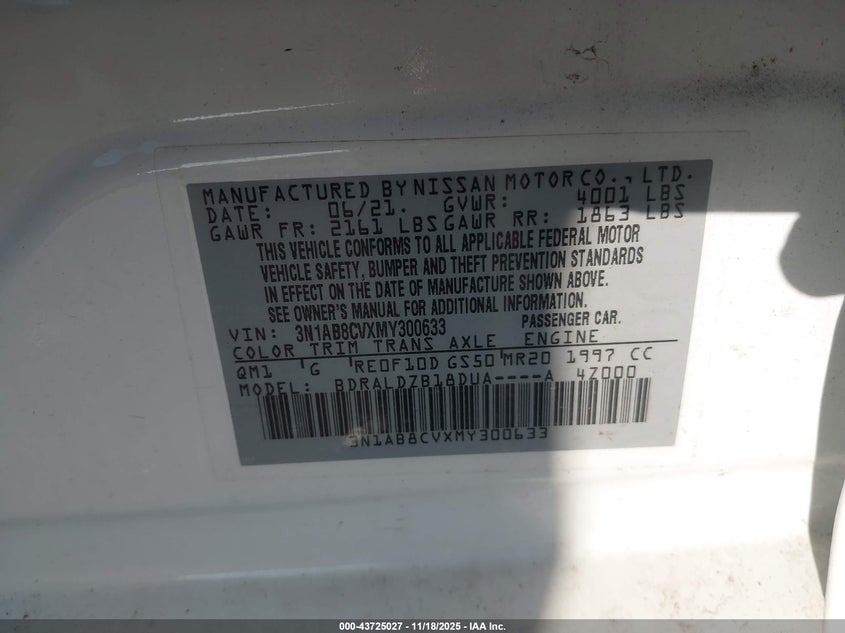 MANUFACTURED BY NISSAN MOTOR CO., LTD.
DATE: 06/21. GVWR: 4001 LBS
GAWR FR: 2161 LBS GAWR RR: 1863 LBS
THIS VEHICLE CONFORMS TO ALL APPLICABLE FEDERAL MOTOR
VEHICLE SAFETY, BUMPER AND THEFT PREVENTION STANDARDS
IN EFFECT ON THE DATE OF MANUFACTURE SHOWN ABOVE.
SEE OWNER'S MANUAL FOR ADDITIONAL INFORMATION.
VIN: 3N1AB8CVXMY300633 PASSENGER CAR.
COLOR TRIM TRANS AXLE ENGINE
QM1 G RE0F10D GS50 MR20 1997 CC
MODEL: BDRALDZB18DUA----A 4Z000
3N1AB8CVXMY300633
000-43725027 - 11/18/2025 - IAA Inc.